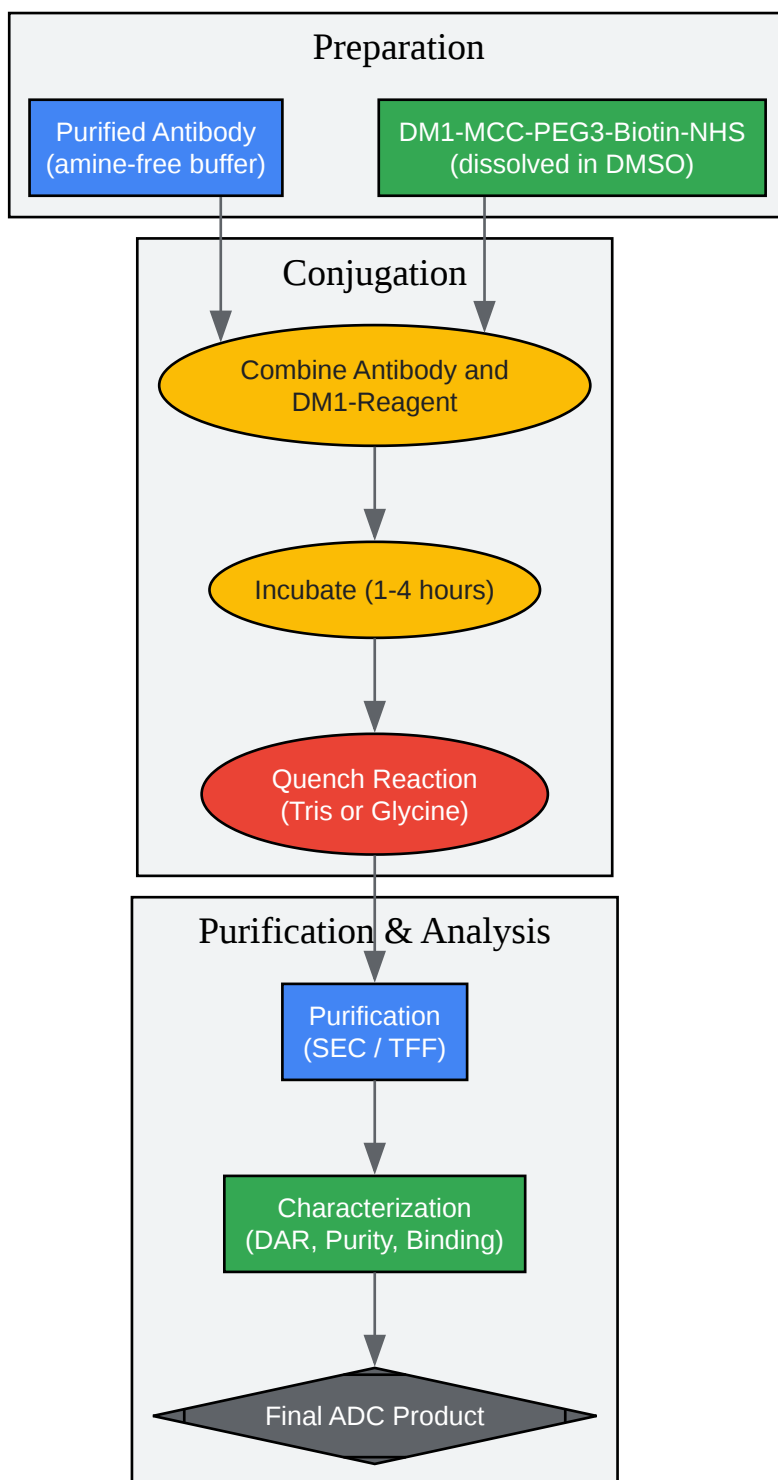 Preparation
Purified Antibody
(amine-free buffer)
DM1-MCC-PEG3-Biotin-NHS
(dissolved in DMSO)
Conjugation
Combine Antibody and
DM1-Reagent
Incubate (1-4 hours)
Quench Reaction
(Tris or Glycine)
Purification & Analysis
Purification
(SEC / TFF)
Characterization
(DAR, Purity, Binding)
Final ADC Product